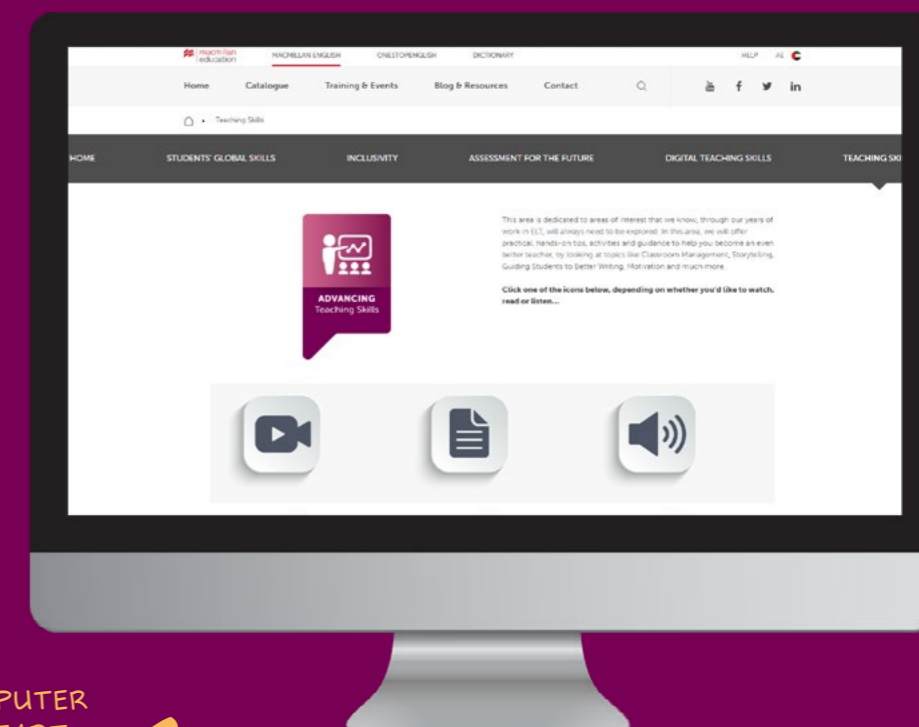 macmillan education MACMILLAN ENGLISH ONESTOPENGLISH DICTIONARY HELP AE
Home Catalogue Training & Events Blog & Resources Contact
Teaching Skills
HOME STUDENTS' GLOBAL SKILLS INCLUSIVITY ASSESSMENT FOR THE FUTURE DIGITAL TEACHING SKILLS TEACHING SKI
This area is dedicated to areas of interest that we know, through our years of
work in ELT, will always need to be explored. In this area, we will offer
practical, hands-on tips, activities and guidance to help you become an even
better teacher, by looking at topics like Classroom Management, Storytelling,
Guiding Students to Better Writing, Motivation and much more.
Click one of the icons below, depending on whether you'd like to watch,
read or listen...
ADVANCING
Teaching Skills
PUTER